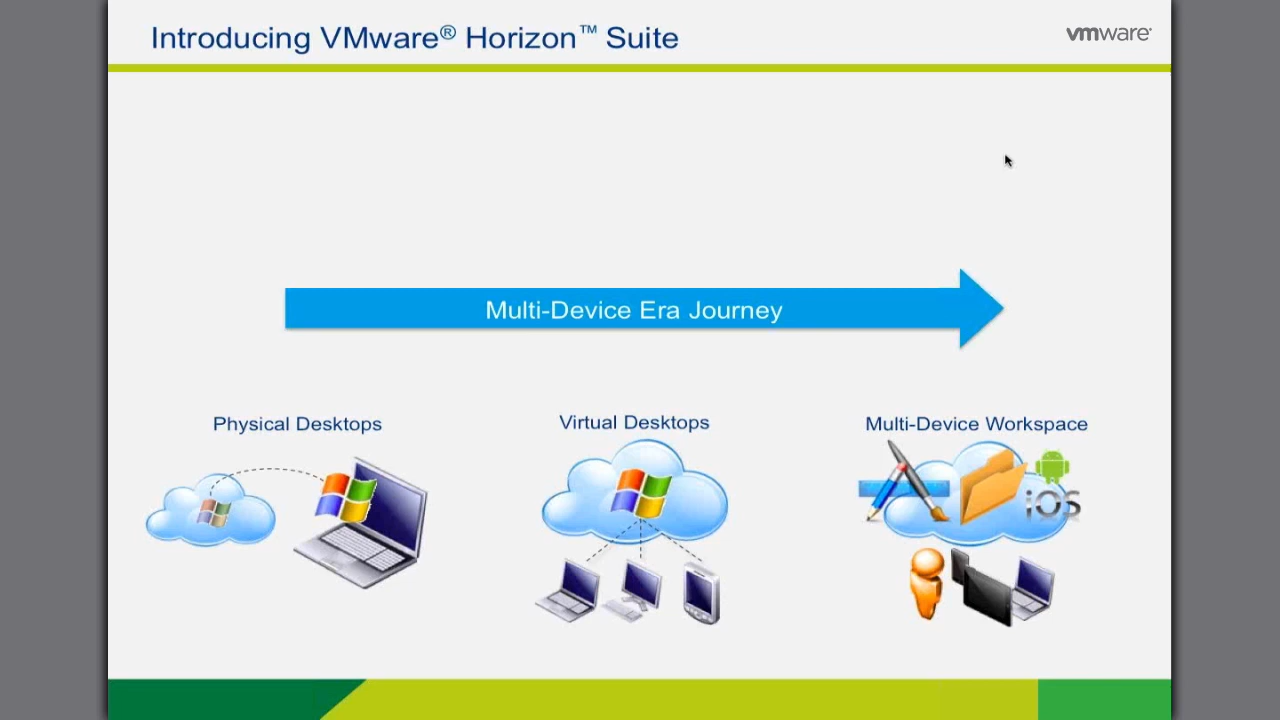 Introducing VMware® Horizon™ Suite
vmware®
Multi-Device Era Journey
Physical Desktops
Virtual Desktops
Multi-Device Workspace
iOS